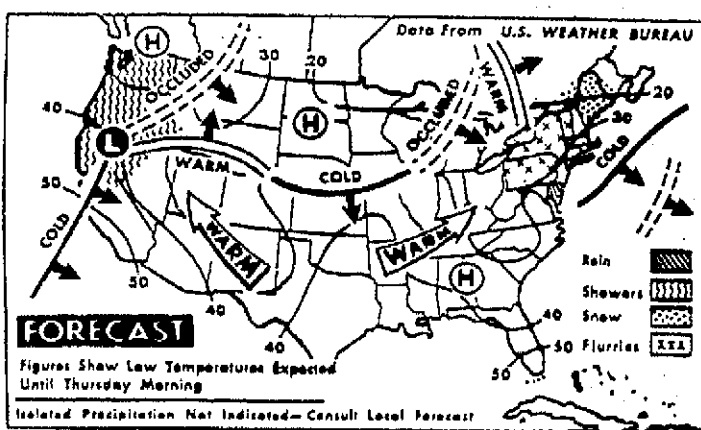 Data From U.S. WEATHER BUREAU
H
OCCLUDED
30
20
OCCLUDED
WARM
20
40
H
30
L
WARM
COLD
COLD
50
COLD
WARM
WARM
H
50
40
40
40
50
50
Rain
Showers
Snow
Flurries
FORECAST
Figures Show Low Temperatures Expected
Until Thursday Morning
Isolated Precipitation Not Indicated—Consult Local Forecast